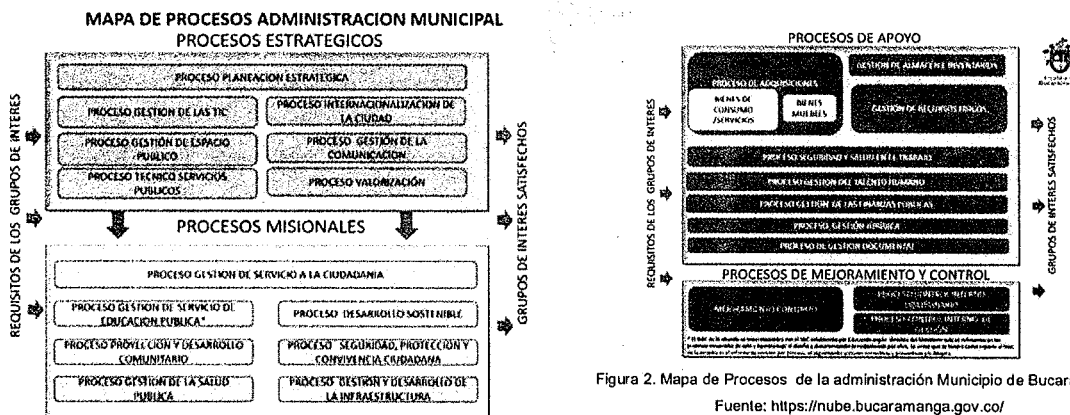 MAPA DE PROCESOS ADMINISTRACION MUNICIPAL
PROCESOS ESTRATEGICOS
REQUISITOS DE LOS GRUPOS DE INTERES
PROCESO PLANEACION ESTRATEGICA
PROCESO GESTION DE LAS TIC
PROCESO INTERNACIONALIZACION DE
LA CIUDAD
PROCESO GESTIÓN DE ESPACIO
PUBLICO
PROCESO GESTIÓN DE LA
COMUNICACION
PROCESO TECNICO SERVICIOS
PUBLICOS
PROCESO VALORIZACIÓN
PROCESOS MISIONALES
PROCESO GESTION DE SERVICIO A LA CIUDADANIA
PROCESO GESTION DE SERVICIO DE
EDUCACION PUBLICA*
PROCESO DESARROLLO SOSTENIBLE
PROCESO PROYECCION Y DESARROLLO
COMUNITARIO
PROCESO SEGURIDAD, PROTECCION Y
CONVIVENCIA CIUDADANA
PROCESO GESTION DE LA SALUD
PUBLICA
PROCESO GESTION Y DESARROLLO DE
LA INFRAESTRUCTURA
GRUPOS DE INTERES SATISFECHOS
PROCESOS DE APOYO
REQUISITOS DE LOS GRUPOS DE INTERES
PROCESO DE ADQUISICIONES
BIENES DE
CONSUMO
/SERVICIOS
BIENES
MUEBLES
GESTION DE ALMACEN E INVENTARIOS
GESTION DE RECURSOS FISICOS
PROCESO SEGURIDAD Y SALUD EN EL TRABAJO
PROCESO GESTION DEL TALENTO HUMANO
PROCESO GESTION DE LAS FINANZAS PUBLICAS
PROCESO GESTIÓN JURIDICA
PROCESO DE GESTION DOCUMENTAL
PROCESOS DE MEJORAMIENTO Y CONTROL
MEJORAMIENTO CONTINUO
PROCESO CONTROL INTERNO
DISCIPLINARIO
PROCESO CONTROL INTERNO DE
GESTION
GRUPOS DE INTERES SATISFECHOS
Figura 2. Mapa de Procesos de la administración Municipio de Bucara
Fuente: https://nube.bucaramanga.gov.co/